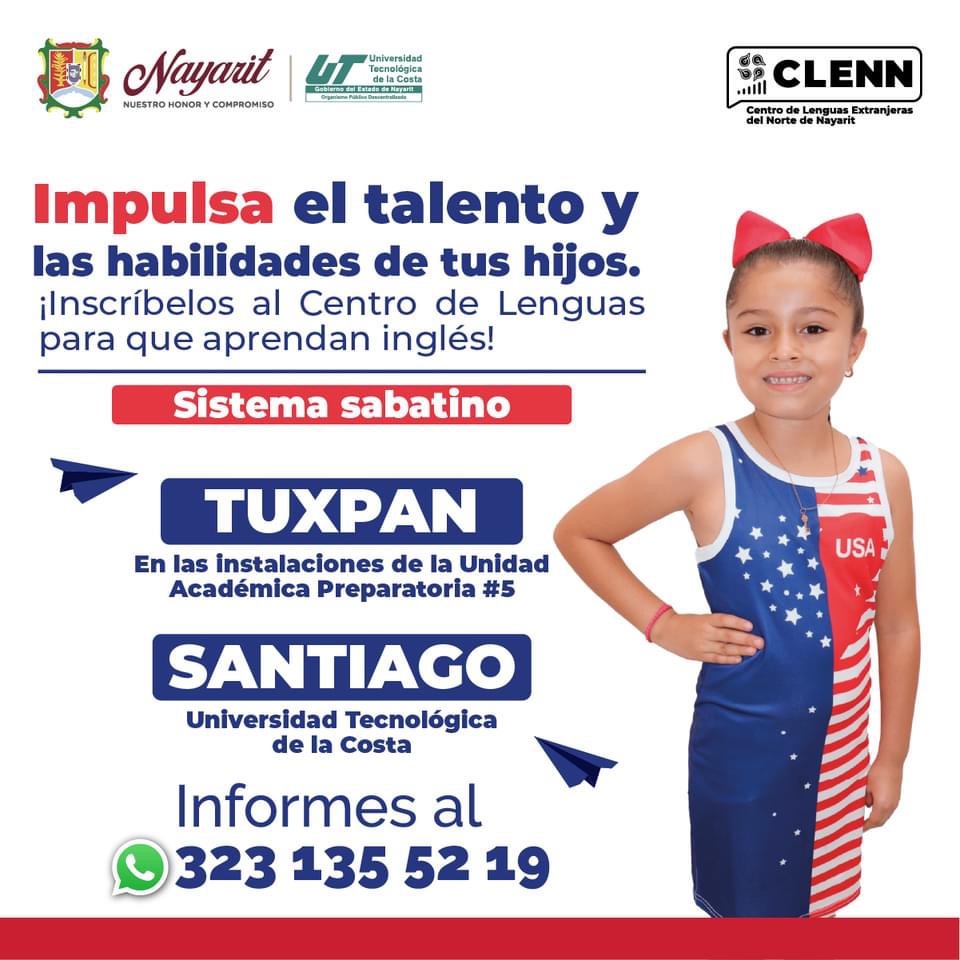 Nayarit
NUESTRO HONOR Y COMPROMISO
UT
Universidad
Tecnológica
de la Costa
Gobierno del Estado de Nayarit
Organismo Público Descentralizado
CLENN
Centro de Lenguas Extranjeras
del Norte de Nayarit
Impulsa el talento y
las habilidades de tus hijos.
¡Inscríbelos al Centro de Lenguas
para que aprendan inglés!
Sistema sabatino
TUXPAN
En las instalaciones de la Unidad
Académica Preparatoria #5
SANTIAGO
Universidad Tecnológica
de la Costa
Informes al
323 135 52 19
USA